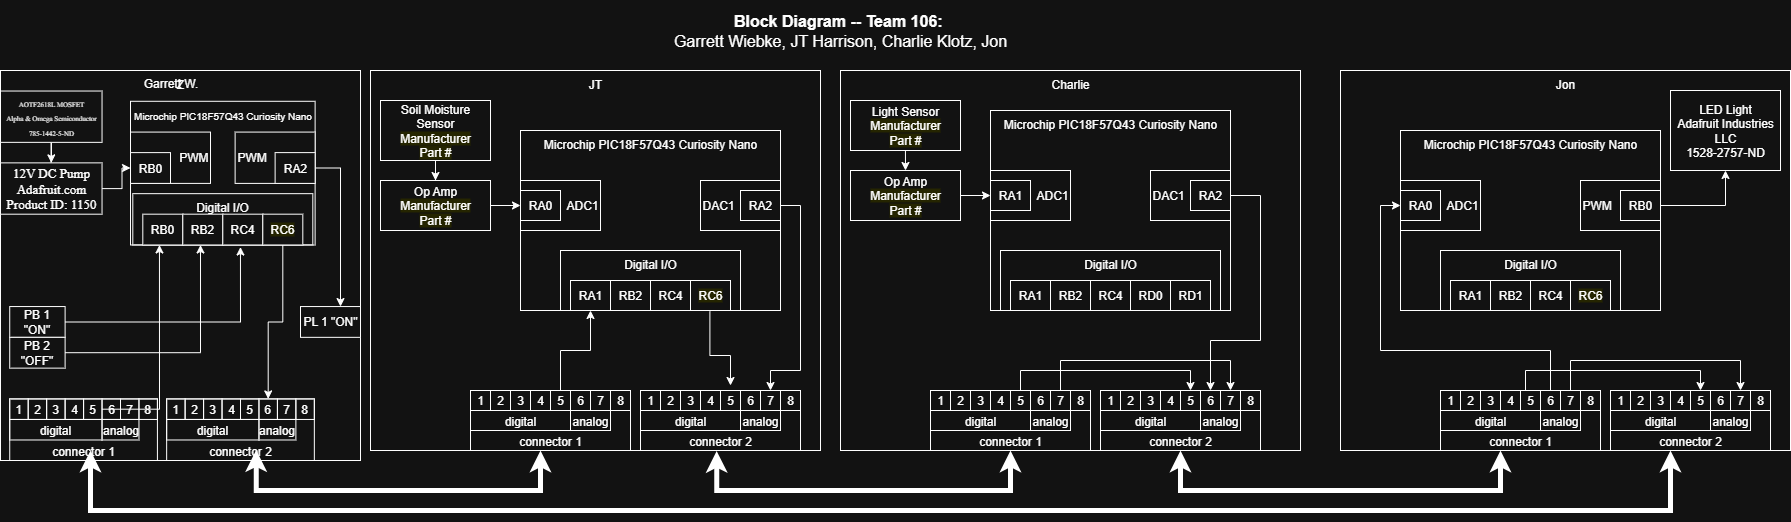 Block Diagram -- Team 106:
Garrett Wiebke, JT Harrison, Charlie Klotz, Jon
Garrett W.
AOTF2618L MOSFET
Alpha & Omega Semiconductor
785-1442-5-ND
12V DC Pump
Adafruit.com
Product ID: 1150
Microchip PIC18F57Q43 Curiosity Nano
RB0
PWM
PWM
RA2
Digital I/O
RB0 RB2 RC4 RC6
PB 1
"ON"
PB 2
"OFF"
PL 1 "ON"
1 2 3 4 5 6 7 8
digital analog
connector 1
1 2 3 4 5 6 7 8
digital analog
connector 2
JT
Soil Moisture
Sensor
Manufacturer
Part #
Op Amp
Manufacturer
Part #
Microchip PIC18F57Q43 Curiosity Nano
RA0 ADC1
DAC1 RA2
Digital I/O
RA1 RB2 RC4 RC6
1 2 3 4 5 6 7 8
digital analog
connector 1
1 2 3 4 5 6 7 8
digital analog
connector 2
Charlie
Light Sensor
Manufacturer
Part #
Op Amp
Manufacturer
Part #
Microchip PIC18F57Q43 Curiosity Nano
RA1 ADC1
DAC1 RA2
Digital I/O
RA1 RB2 RC4 RD0 RD1
1 2 3 4 5 6 7 8
digital analog
connector 1
1 2 3 4 5 6 7 8
digital analog
connector 2
Jon
LED Light
Adafruit Industries
LLC
1528-2757-ND
Microchip PIC18F57Q43 Curiosity Nano
RA0 ADC1
PWM RB0
Digital I/O
RA1 RB2 RC4 RC6
1 2 3 4 5 6 7 8
digital analog
connector 1
1 2 3 4 5 6 7 8
digital analog
connector 2